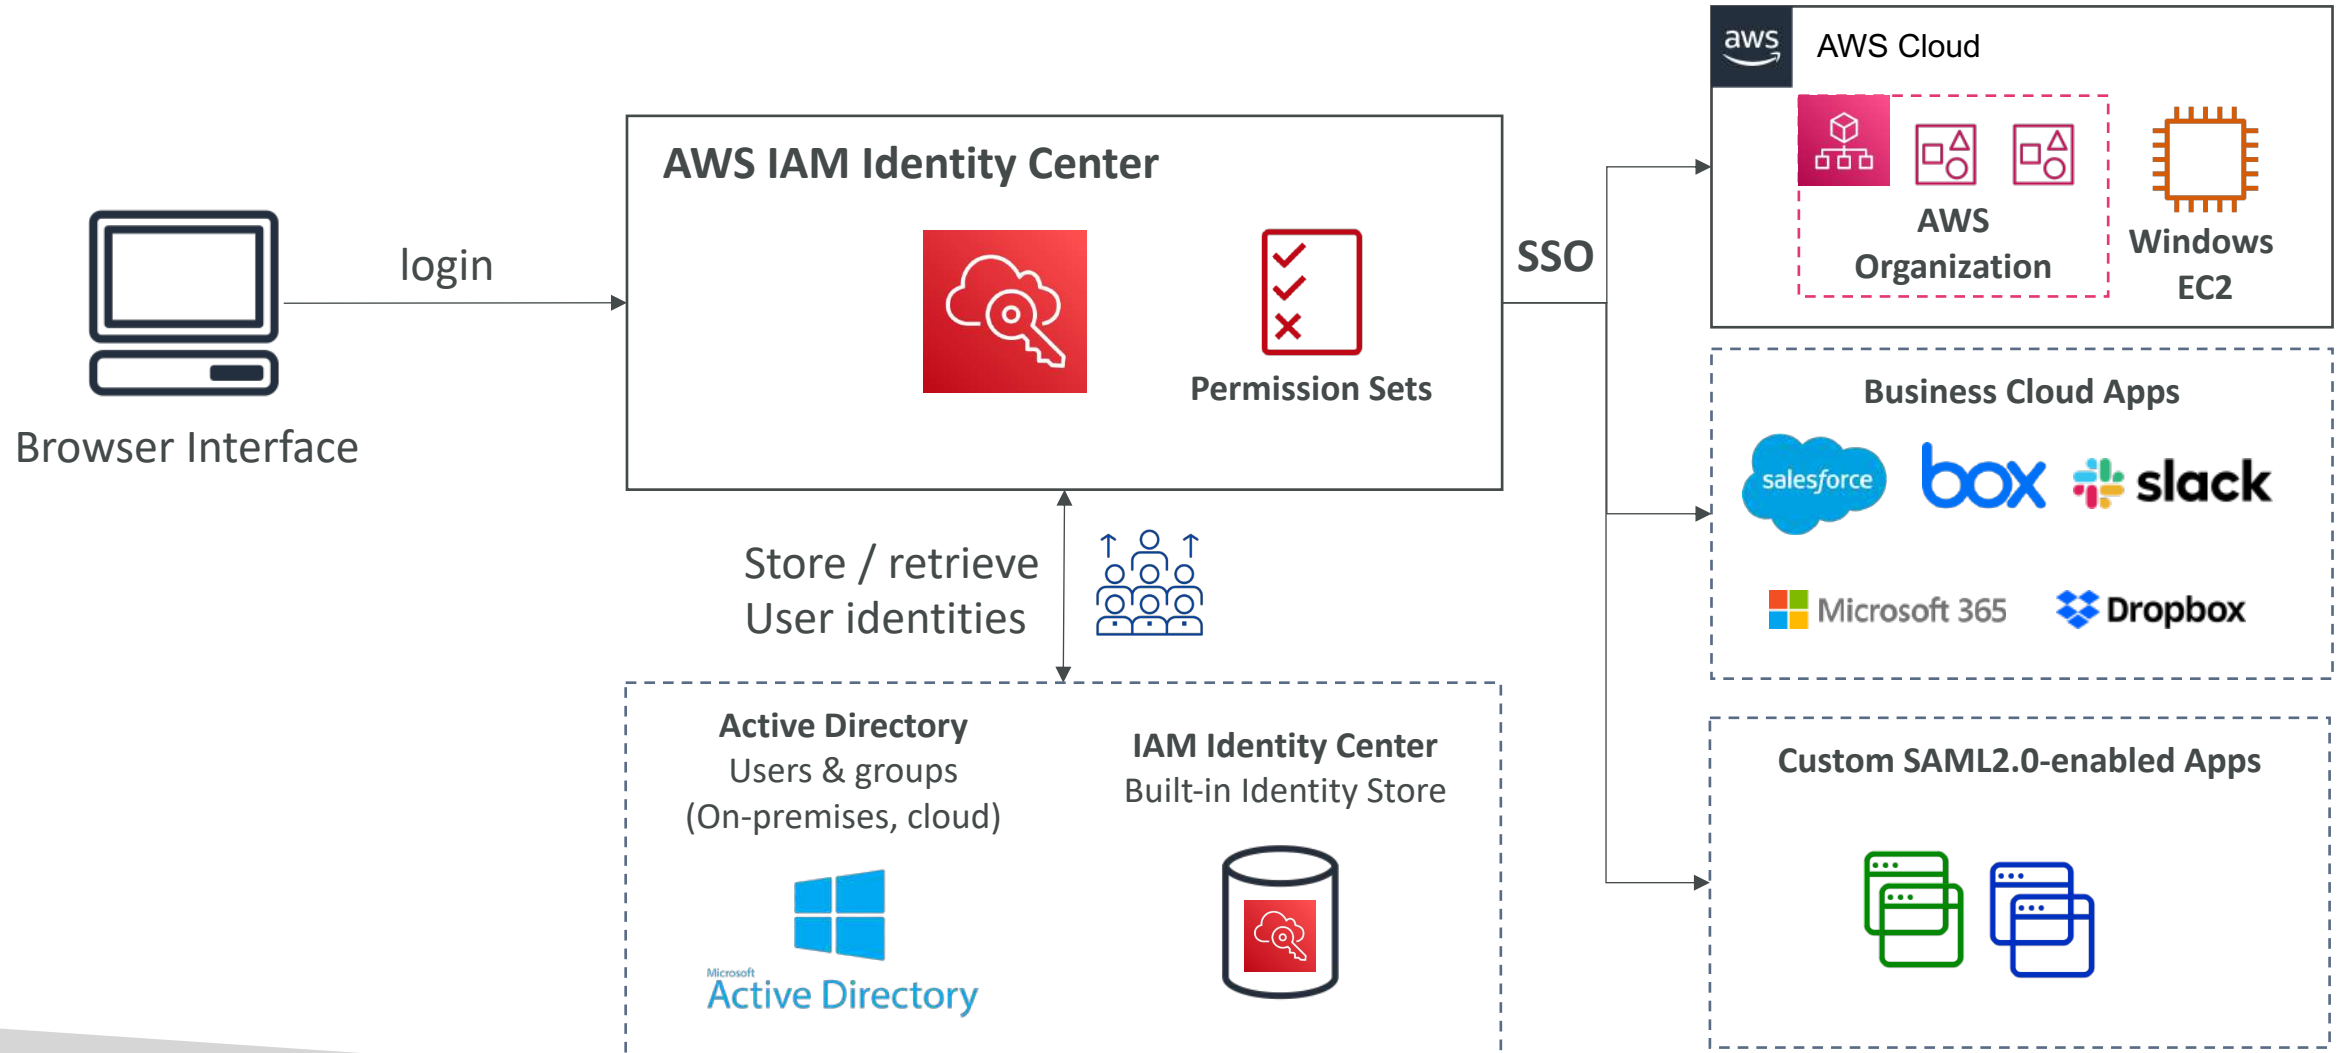 aws
AWS Cloud
AWS
Organization
Windows
EC2
AWS IAM Identity Center
Permission Sets
SSO
login
Browser Interface
Business Cloud Apps
salesforce
box
slack
Microsoft 365
Dropbox
Store / retrieve
User identities
Active Directory
Users & groups
(On-premises, cloud)
Microsoft
Active Directory
IAM Identity Center
Built-in Identity Store
Custom SAML2.0-enabled Apps